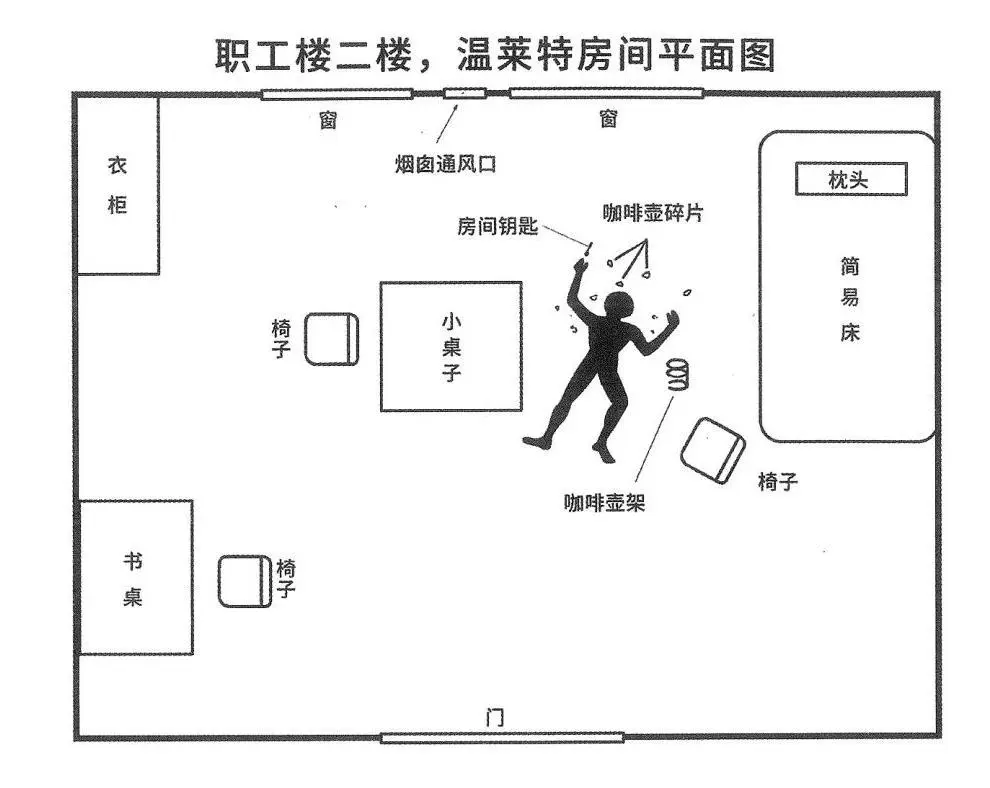 职工楼二楼，温莱特房间平面图
窗
窗
烟囱通风口
衣柜
枕头
咖啡壶碎片
房间钥匙
简易床
椅子
小桌子
椅子
咖啡壶架
书桌
椅子
门